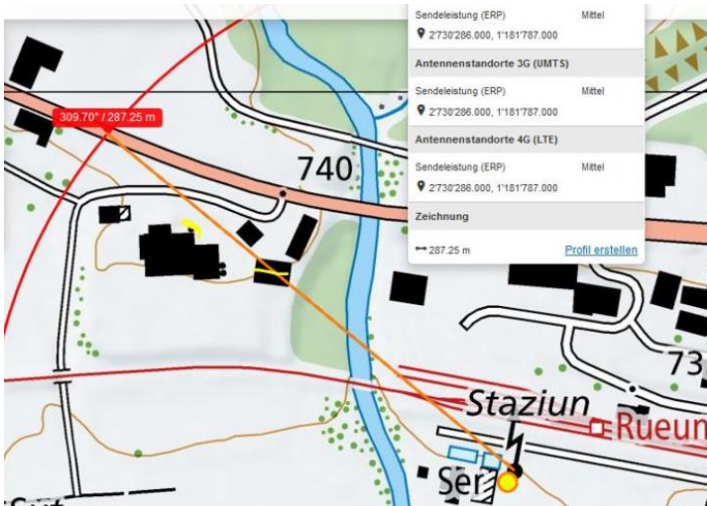 Sendeleistung (ERP) Mittel
2'730'286.000, 1'181'787.000
Antennenstandorte 3G (UMTS)
Sendeleistung (ERP) Mittel
2'730'286.000, 1'181'787.000
Antennenstandorte 4G (LTE)
Sendeleistung (ERP) Mittel
2'730'286.000, 1'181'787.000
Zeichnung
287.25 m Profil erstellen
309.70° / 287.25 m
740
73
Staziun
Rueun
Ser